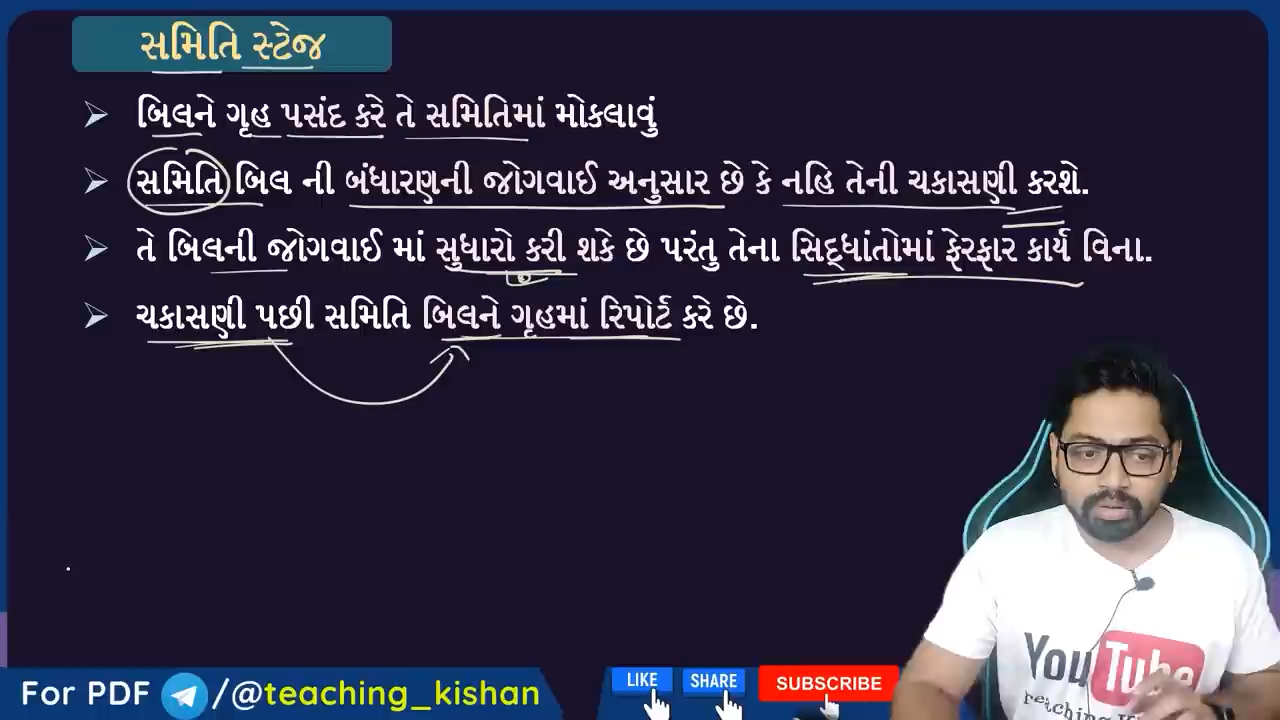 સમિતિ સ્ટેજ
➢ બિલને ગૃહ પસંદ કરે તે સમિતિમાં મોકલાવું
➢ સમિતિ બિલ ની બંધારણની જોગવાઈ અનુસાર છે કે નહિ તેની ચકાસણી કરશે.
➢ તે બિલની જોગવાઈ માં સુધારો કરી શકે છે પરંતુ તેના સિદ્ધાંતોમાં ફેરફાર કાર્ય વિના.
➢ ચકાસણી પછી સમિતિ બિલને ગૃહમાં રિપોર્ટ કરે છે.
YouTube
For PDF /@teaching_kishan
LIKE SHARE SUBSCRIBE